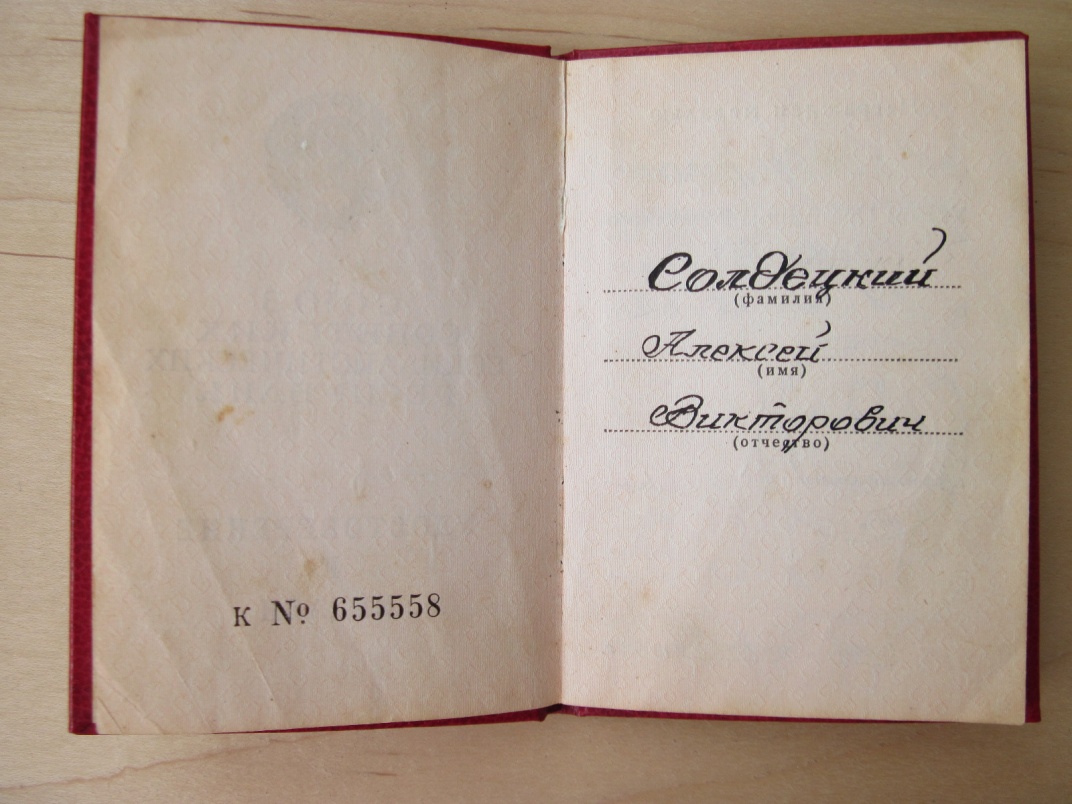 К № 655558
Солдецкий
(фамилия)
Алексей
(имя)
Викторович
(отчество)